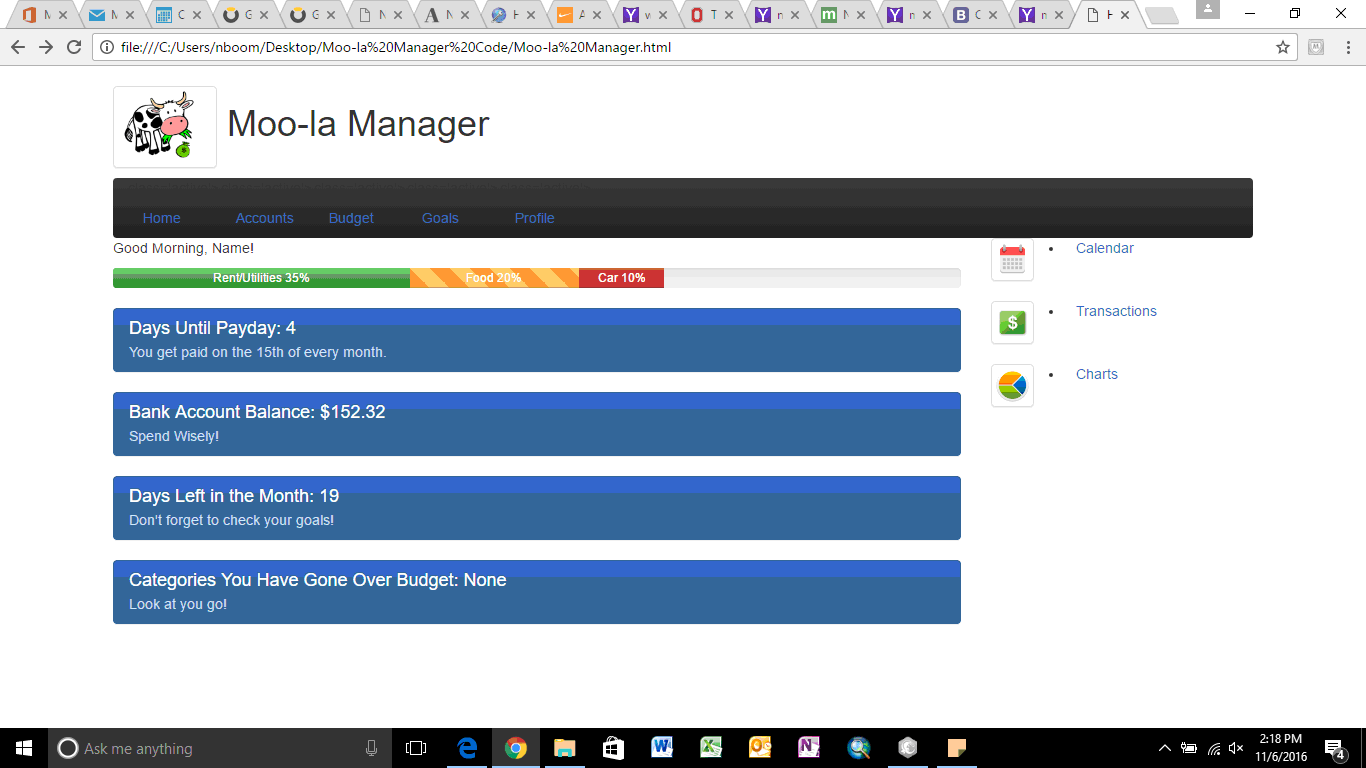 M
M
C
G
G
N
N
H
A
w
T
n
N
n
C
n
H
file:///C:/Users/nboom/Desktop/Moo-la%20Manager%20Code/Moo-la%20Manager.html
Moo-la Manager
Home Accounts Budget Goals Profile
Good Morning, Name!
Rent/Utilities 35% Food 20% Car 10%
Days Until Payday: 4
You get paid on the 15th of every month.
Bank Account Balance: $152.32
Spend Wisely!
Days Left in the Month: 19
Don't forget to check your goals!
Categories You Have Gone Over Budget: None
Look at you go!
Calendar
Transactions
Charts
Ask me anything
2:18 PM
11/6/2016
4